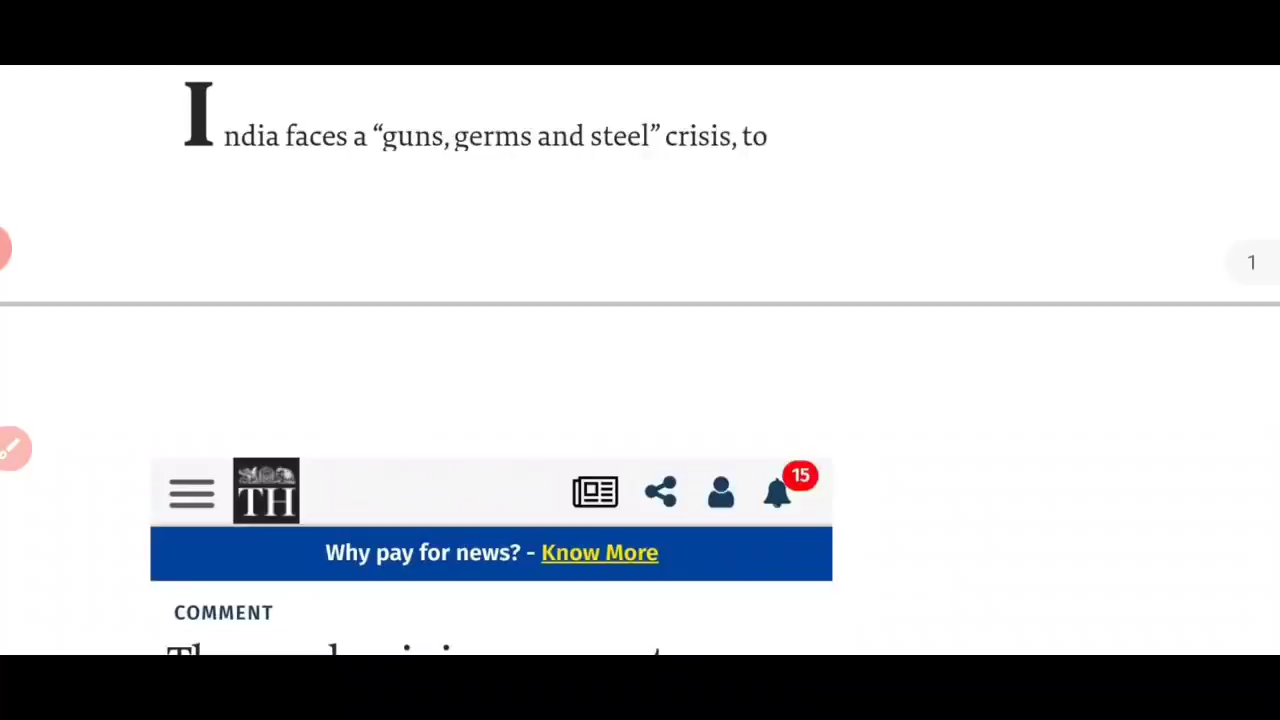 India faces a “guns, germs and steel” crisis, to
1
TH
15
Why pay for news? - Know More
COMMENT